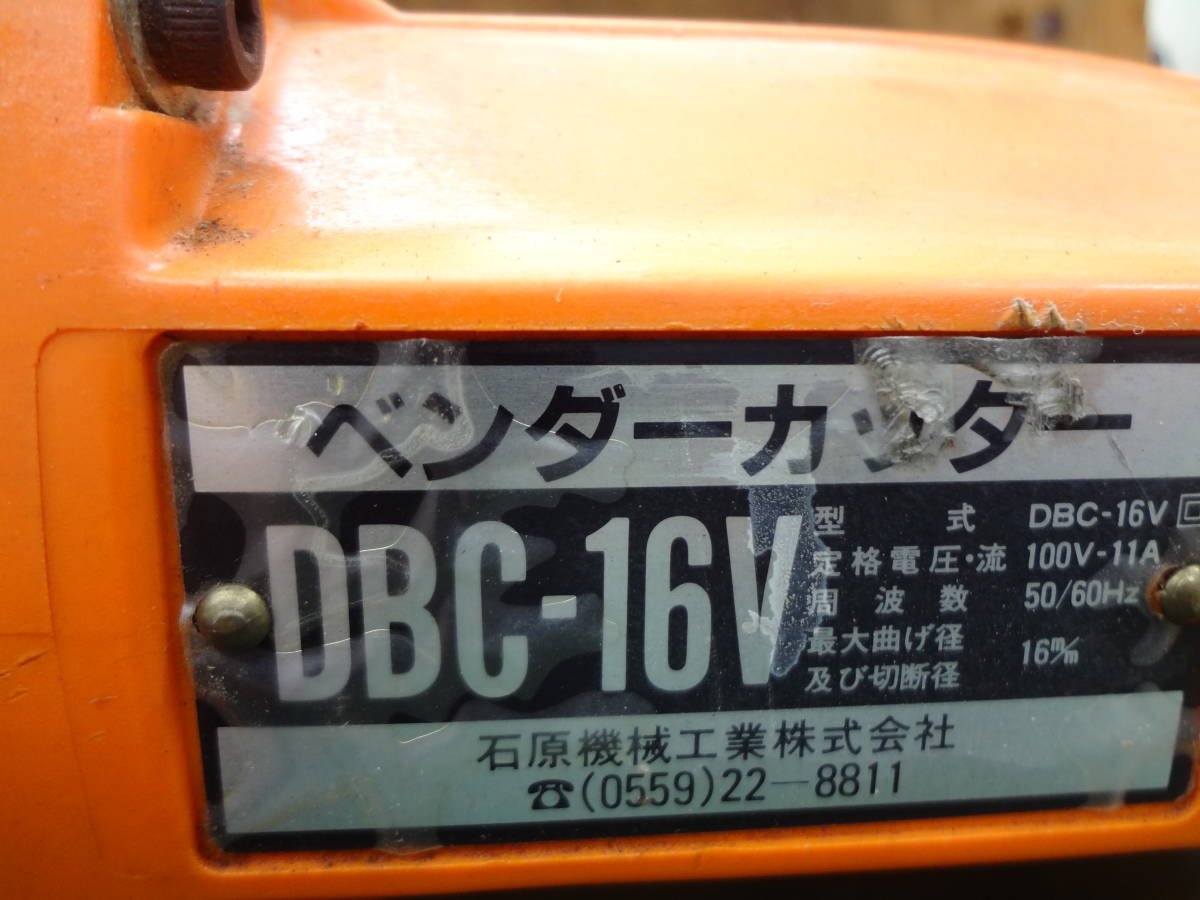 ベンダーカッター
DBC-16V
型式 DBC-16V
定格電圧・流 100V-11A
周波数 50/60Hz
最大曲げ径
及び切断径 16m/m
石原機械工業株式会社
☎(0559)22-8811